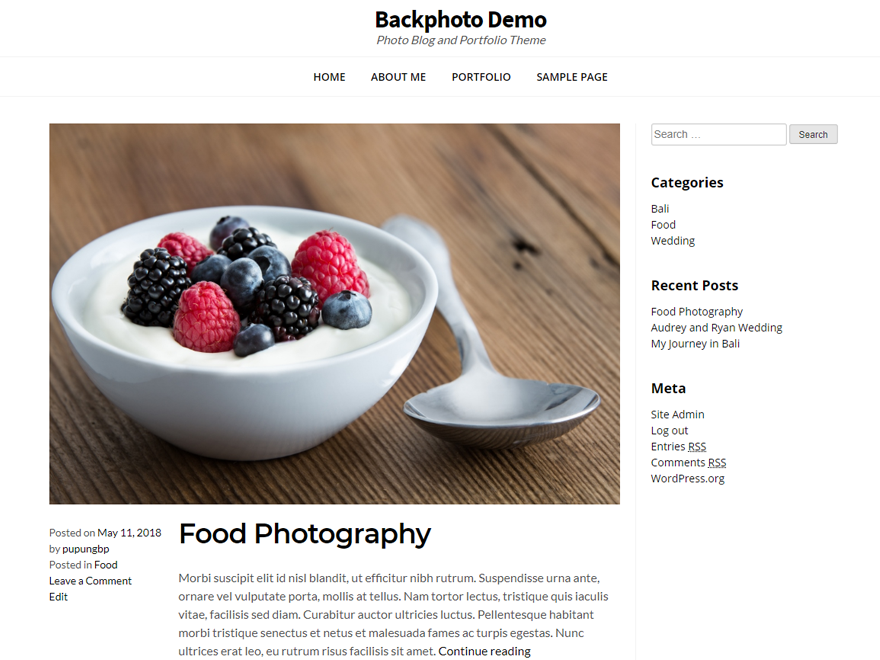 Backphoto Demo
Photo Blog and Portfolio Theme
HOME ABOUT ME PORTFOLIO SAMPLE PAGE
Search … Search
Categories
Bali
Food
Wedding
Recent Posts
Food Photography
Audrey and Ryan Wedding
My Journey in Bali
Meta
Site Admin
Log out
Entries RSS
Comments RSS
WordPress.org
Posted on May 11, 2018
by pupungbp
Posted in Food
Leave a Comment
Edit
Food Photography
Morbi suscipit elit id nisl blandit, ut efficitur nibh rutrum. Suspendisse urna ante,
ornare vel vulputate porta, mollis at tellus. Nam tortor lectus, tristique quis iaculis
vitae, facilisis sed diam. Curabitur auctor ultricies luctus. Pellentesque habitant
morbi tristique senectus et netus et malesuada fames ac turpis egestas. Nunc
ultrices erat leo, eu rutrum risus facilisis sit amet. Continue reading